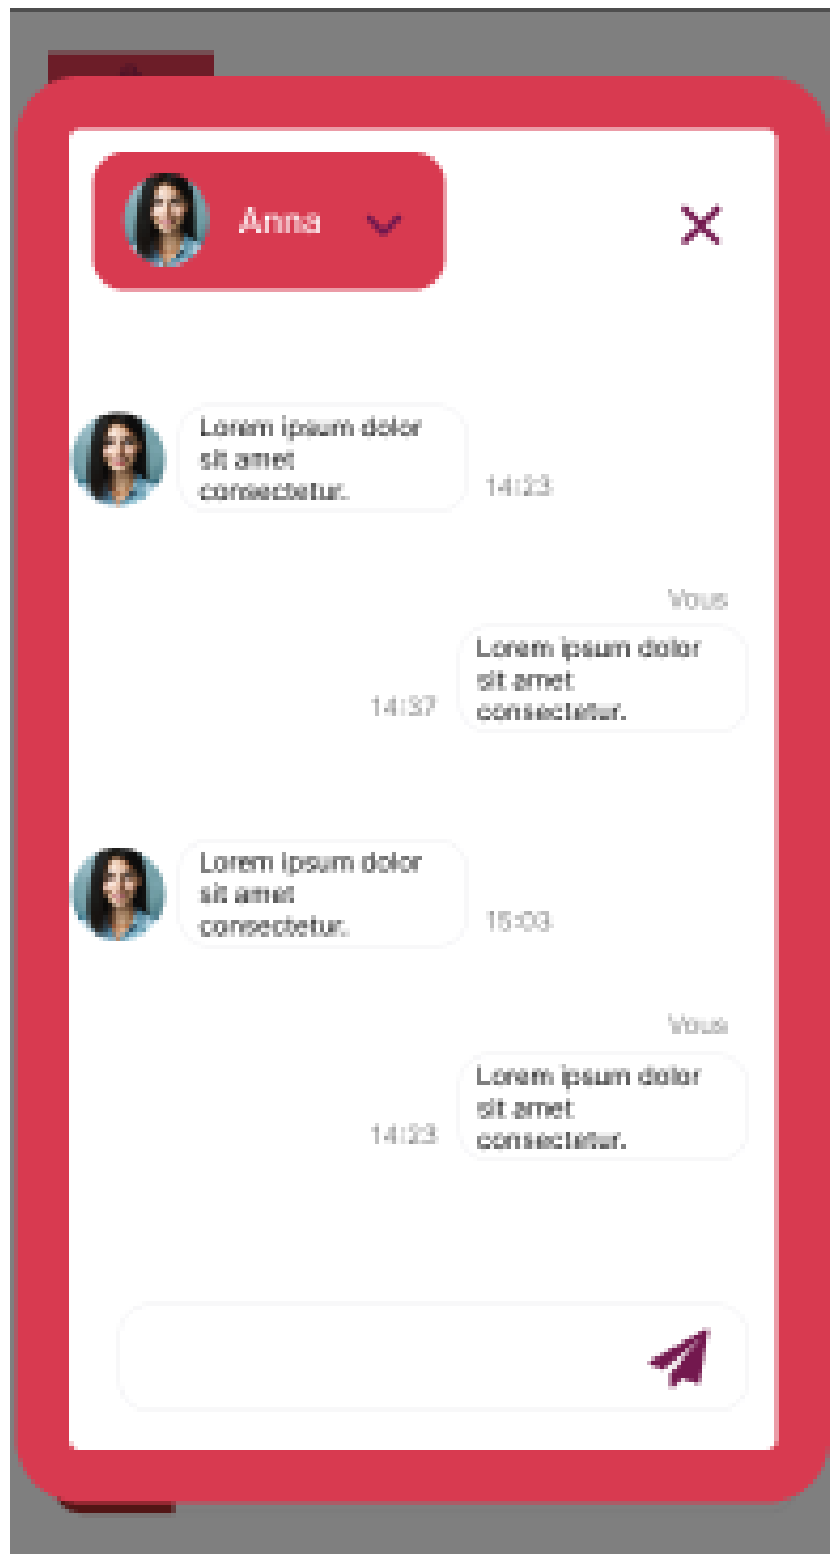 Anna
Lorem ipsum dolor
sit amet
consectetur.
14:23
Vous
Lorem ipsum dolor
sit amet
consectetur.
14:37
Lorem ipsum dolor
sit amet
consectetur.
15:03
Vous
Lorem ipsum dolor
sit amet
consectetur.
14:23